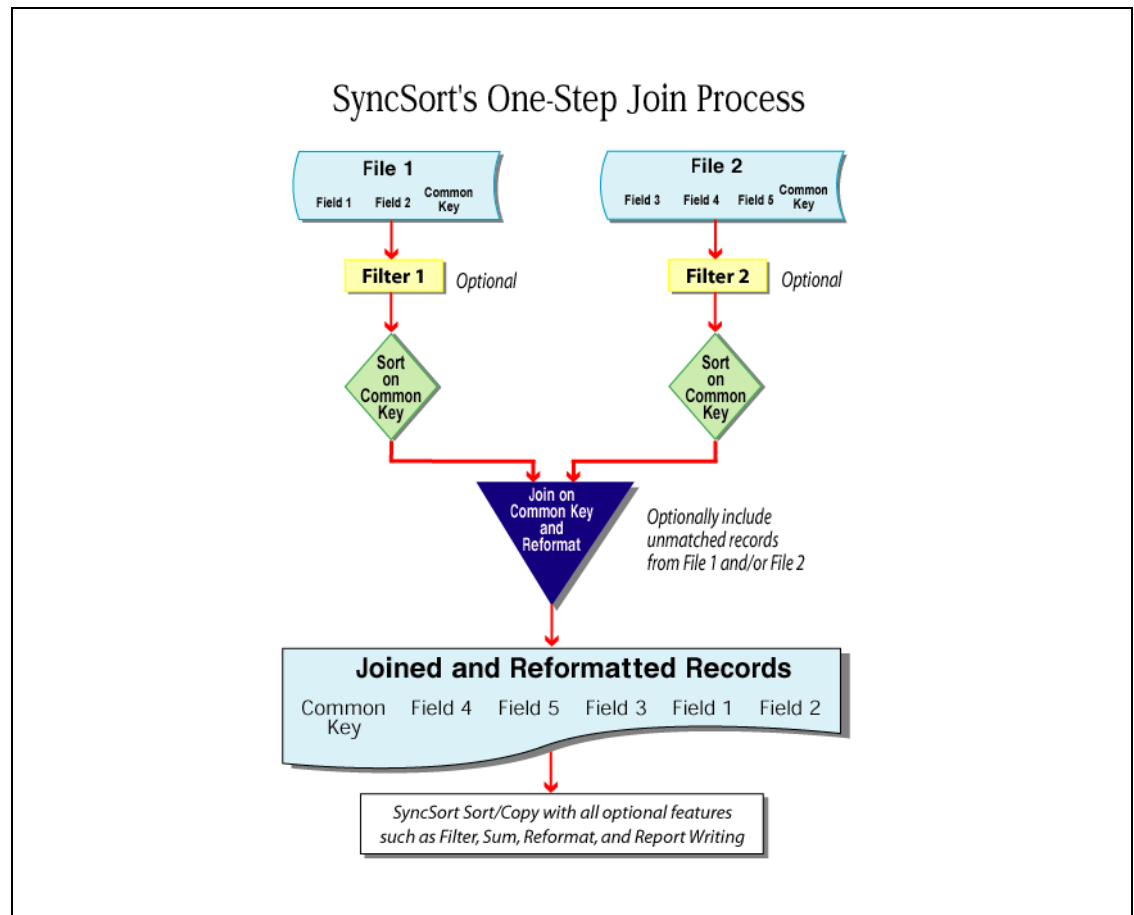 SyncSort's One-Step Join Process
File 1
Field 1 Field 2 Common
Key
File 2
Field 3 Field 4 Field 5 Common
Key
Filter 1 Optional
Filter 2 Optional
Sort
on
Common
Key
Sort
on
Common
Key
Join on
Common Key
and
Reformat
Optionally include
unmatched records
from File 1 and/or File 2
Joined and Reformatted Records
Common Field 4 Field 5 Field 3 Field 1 Field 2
Key
SyncSort Sort/Copy with all optional features
such as Filter, Sum, Reformat, and Report Writing